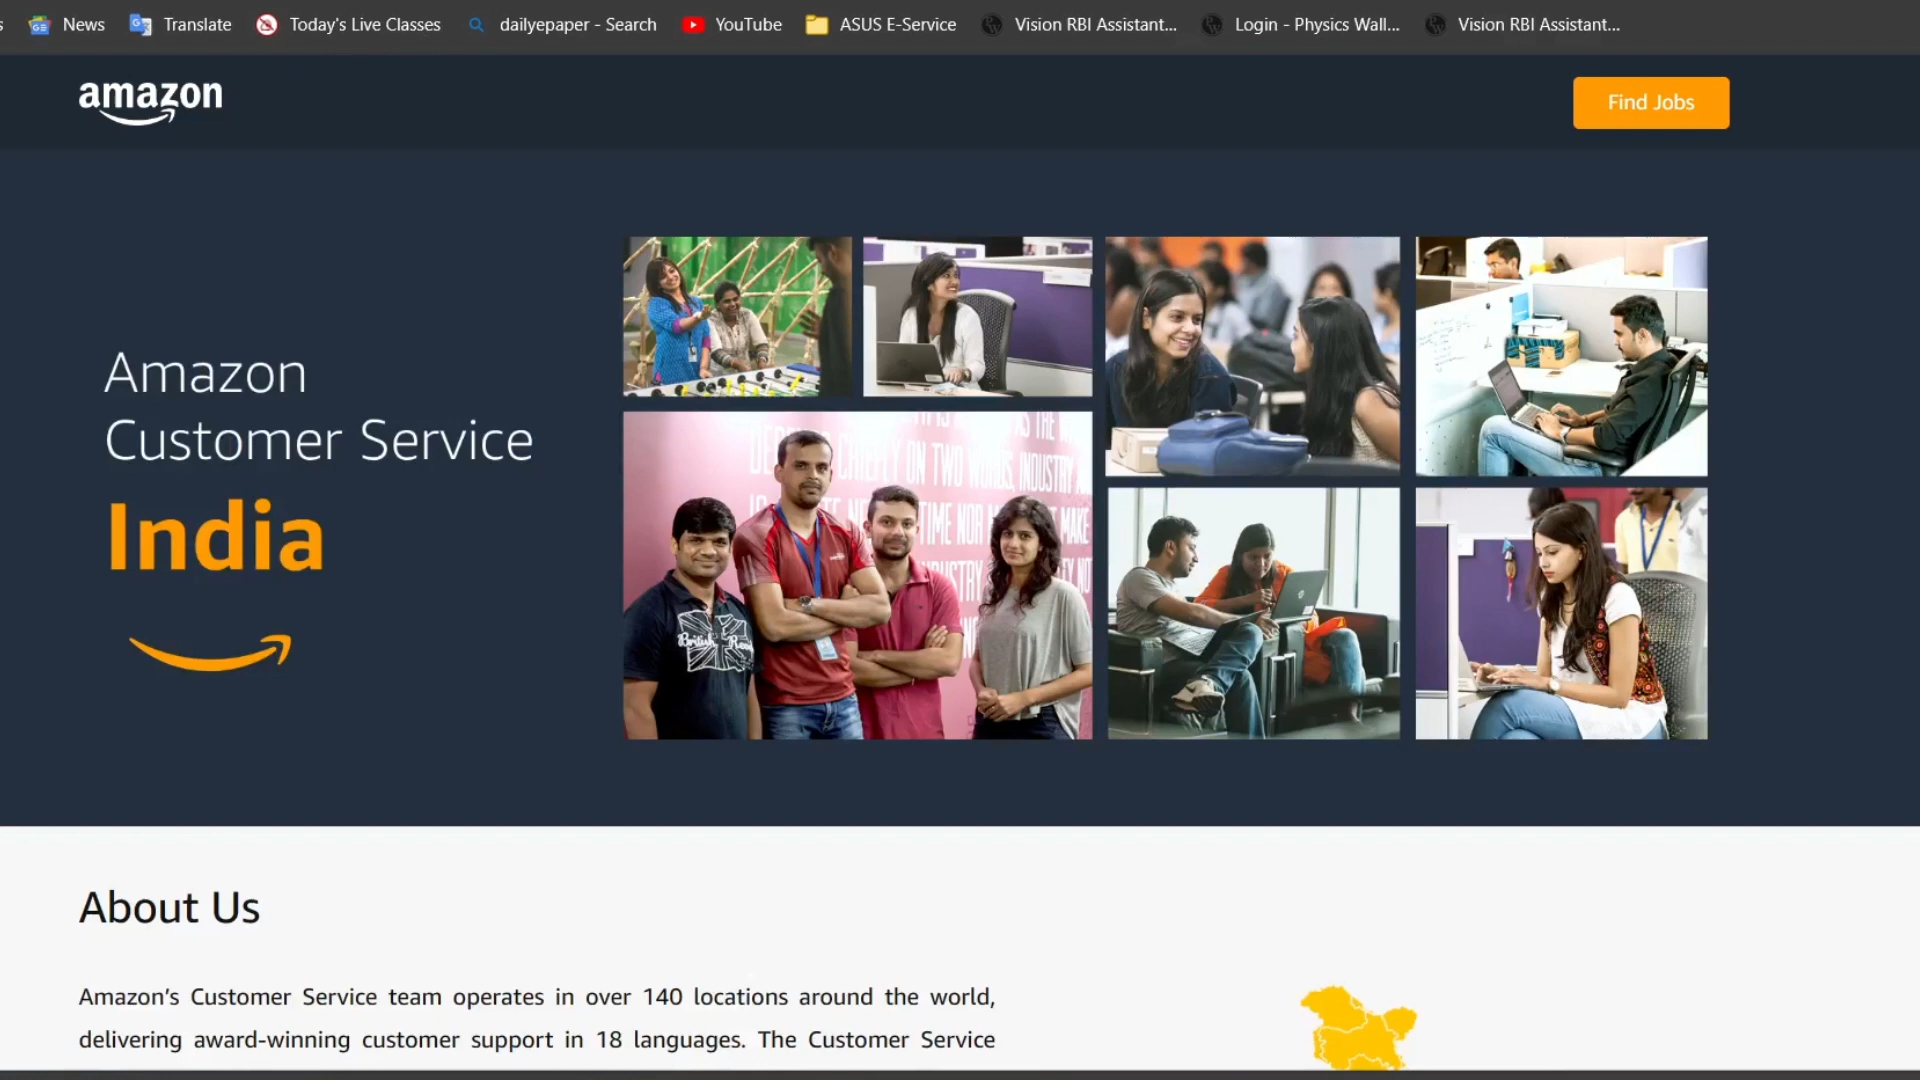 News Translate Today's Live Classes dailyepaper - Search YouTube ASUS E-Service Vision RBI Assistant... Login - Physics Wall... Vision RBI Assistant...
amazon
Find Jobs
Amazon
Customer Service
India
About Us
Amazon’s Customer Service team operates in over 140 locations around the world,
delivering award-winning customer support in 18 languages. The Customer Service